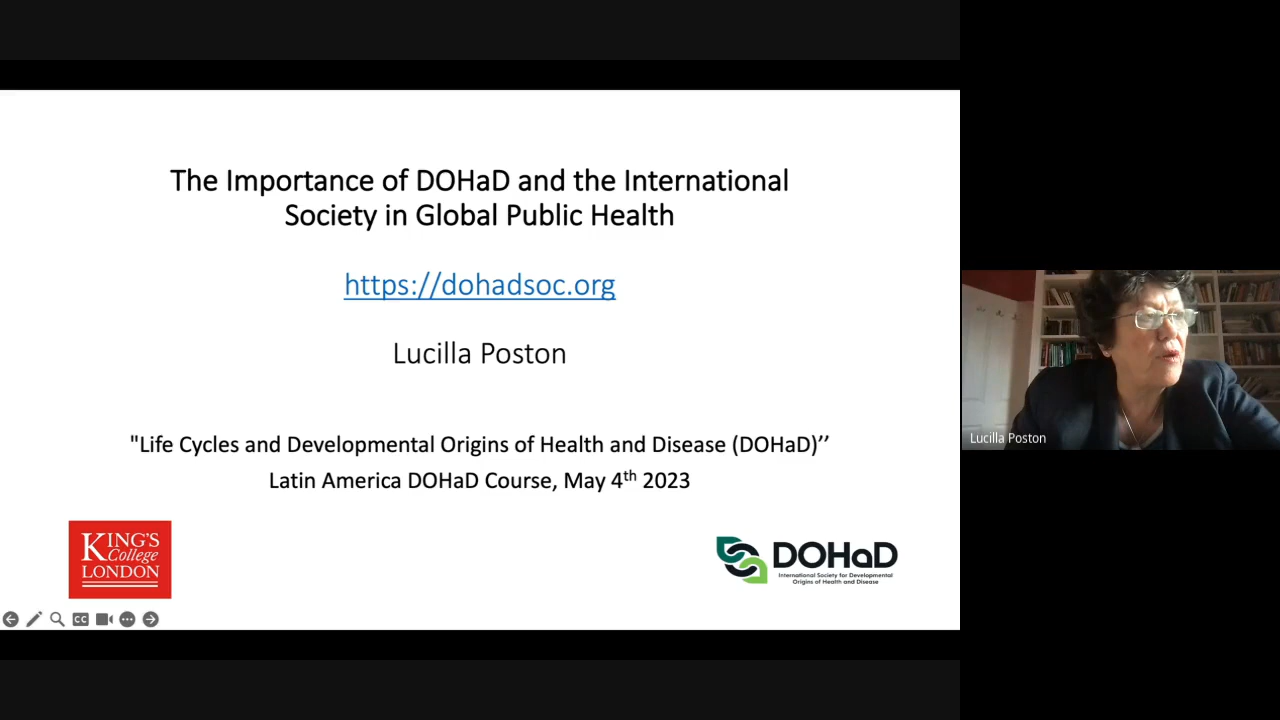 The Importance of DOHaD and the International
Society in Global Public Health
https://dohadsoc.org
Lucilla Poston
"Life Cycles and Developmental Origins of Health and Disease (DOHaD)’’
Latin America DOHaD Course, May 4th 2023
KING'S
College
LONDON
DOHaD
International Society for Developmental
Origins of Health and Disease
CC
Lucilla Poston